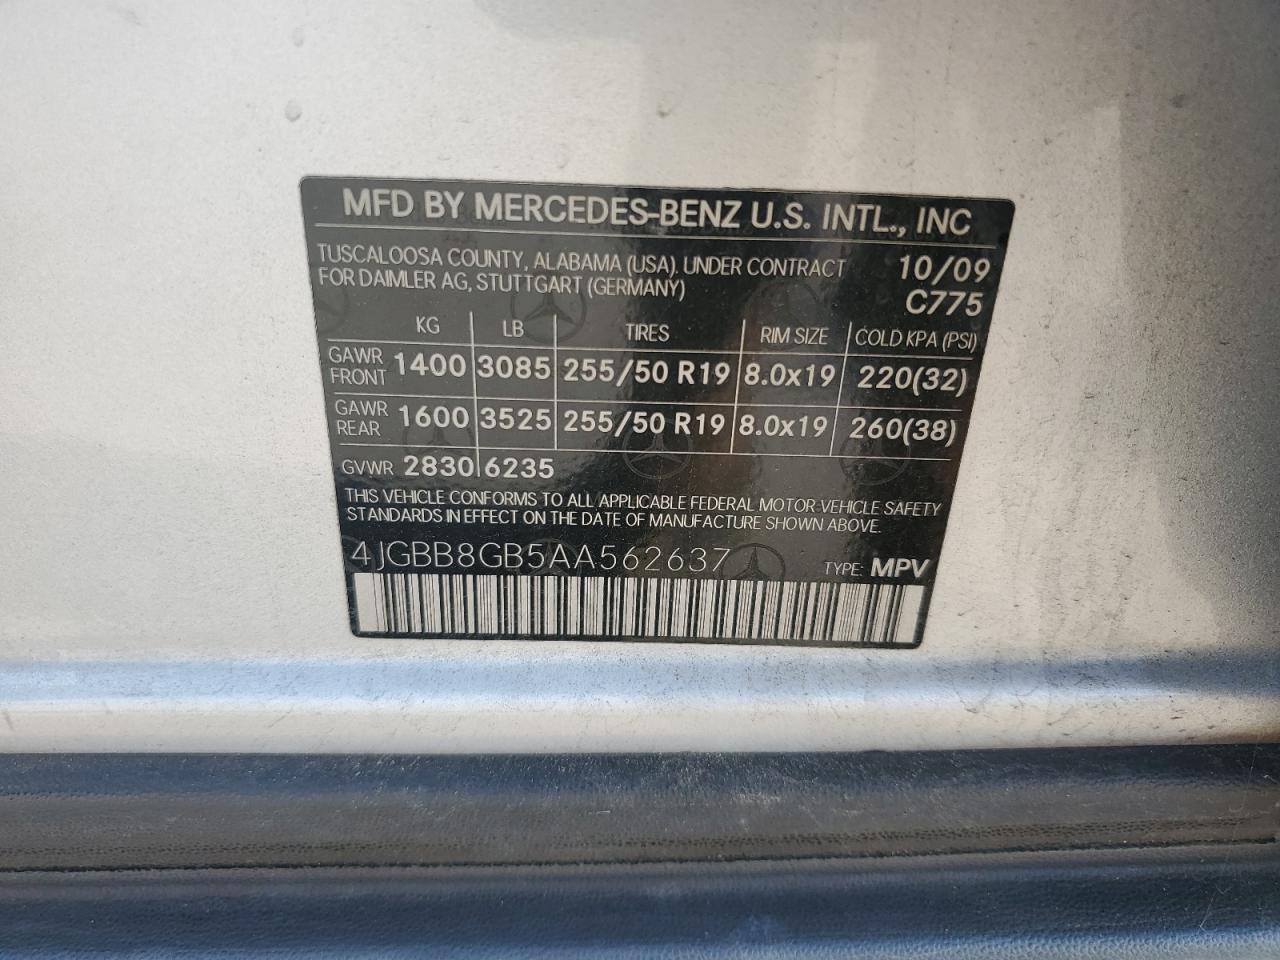 MFD BY MERCEDES-BENZ U.S. INTL., INC
TUSCALOOSA COUNTY, ALABAMA (USA). UNDER CONTRACT 10/09
FOR DAIMLER AG, STUTTGART (GERMANY) C775
KG LB TIRES RIM SIZE COLD KPA (PSI)
GAWR FRONT 1400 3085 255/50 R19 8.0x19 220(32)
GAWR REAR 1600 3525 255/50 R19 8.0x19 260(38)
GVWR 2830 6235
THIS VEHICLE CONFORMS TO ALL APPLICABLE FEDERAL MOTOR-VEHICLE SAFETY
STANDARDS IN EFFECT ON THE DATE OF MANUFACTURE SHOWN ABOVE.
4JGBB8GB5AA562637 TYPE: MPV